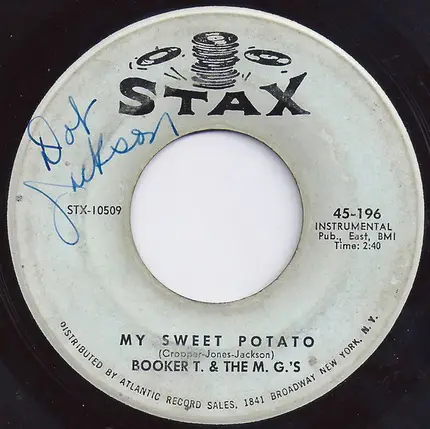 STAX
Dot
Jackson
STX-10509
45-196
INSTRUMENTAL
Pub., East, BMI
Time: 2:40
MY SWEET POTATO
(Cropper-Jones-Jackson)
BOOKER T. & THE M. G.'S
DISTRIBUTED BY ATLANTIC RECORD SALES, 1841 BROADWAY NEW YORK, N. Y.